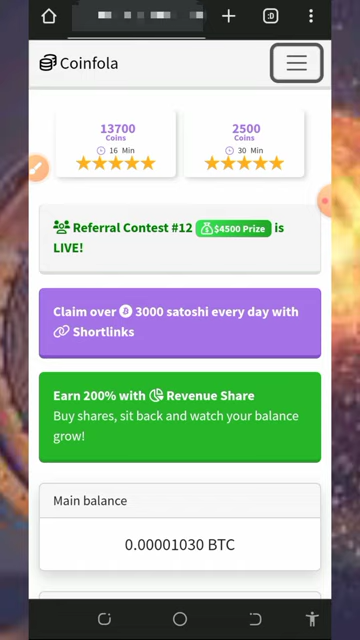 :D
Coinfola
13700
Coins
16 Min
2500
Coins
30 Min
Referral Contest #12 $4500 Prize is
LIVE!
Claim over 3000 satoshi every day with
Shortlinks
Earn 200% with Revenue Share
Buy shares, sit back and watch your balance
grow!
Main balance
0.00001030 BTC